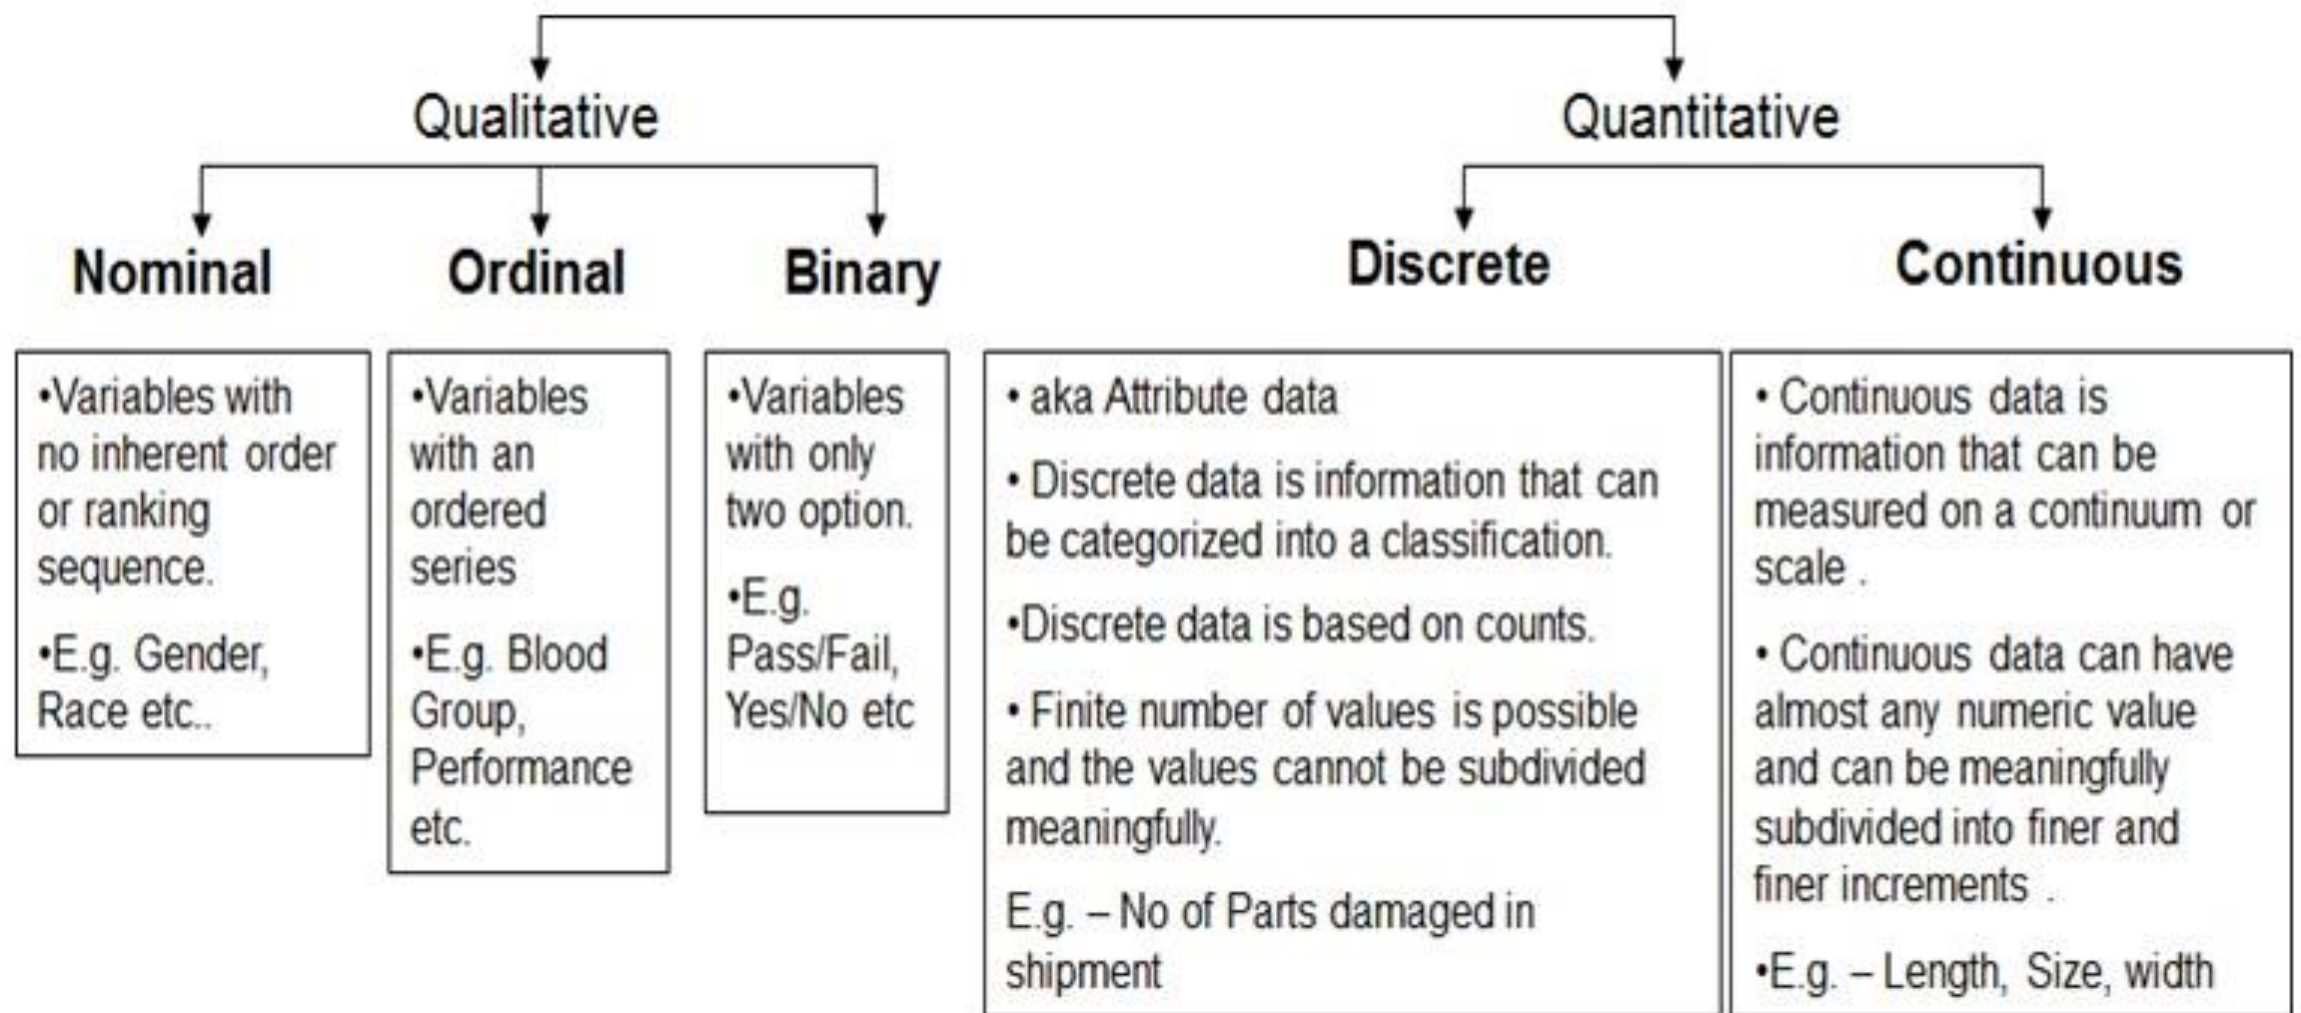 Qualitative
Quantitative
Nominal
Ordinal
Binary
Discrete
Continuous
•Variables with
no inherent order
or ranking
sequence.
•E.g. Gender,
Race etc..
•Variables
with an
ordered
series
•E.g. Blood
Group,
Performance
etc.
•Variables
with only
two option.
•E.g.
Pass/Fail,
Yes/No etc
• aka Attribute data
• Discrete data is information that can
be categorized into a classification.
•Discrete data is based on counts.
• Finite number of values is possible
and the values cannot be subdivided
meaningfully.
E.g. – No of Parts damaged in
shipment
• Continuous data is
information that can be
measured on a continuum or
scale .
• Continuous data can have
almost any numeric value
and can be meaningfully
subdivided into finer and
finer increments .
•E.g. – Length, Size, width